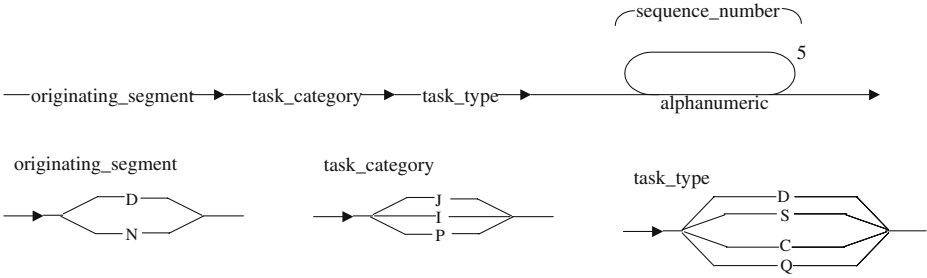 sequence_number
5
originating_segment task_category task_type alphanumeric
originating_segment task_category task_type
D J D
I S
N P C
Q